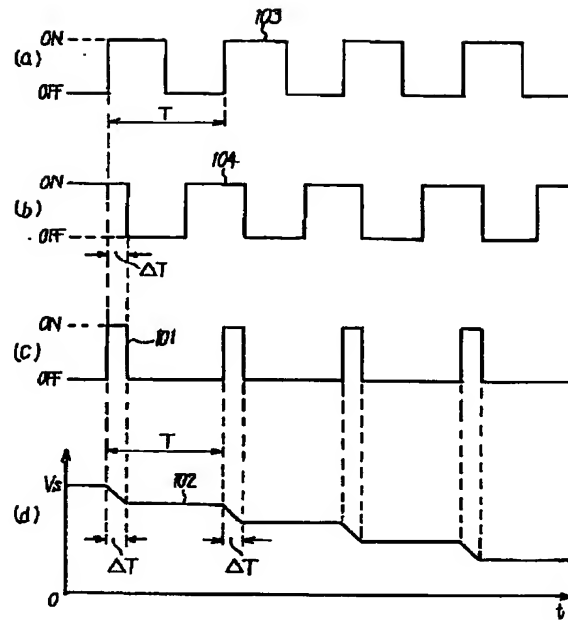 103
ON
(a)
OFF
T
104
ON
(b)
OFF
ΔT
ON
101
(c)
OFF
T
Vs
102
(d)
ΔT ΔT
0
t